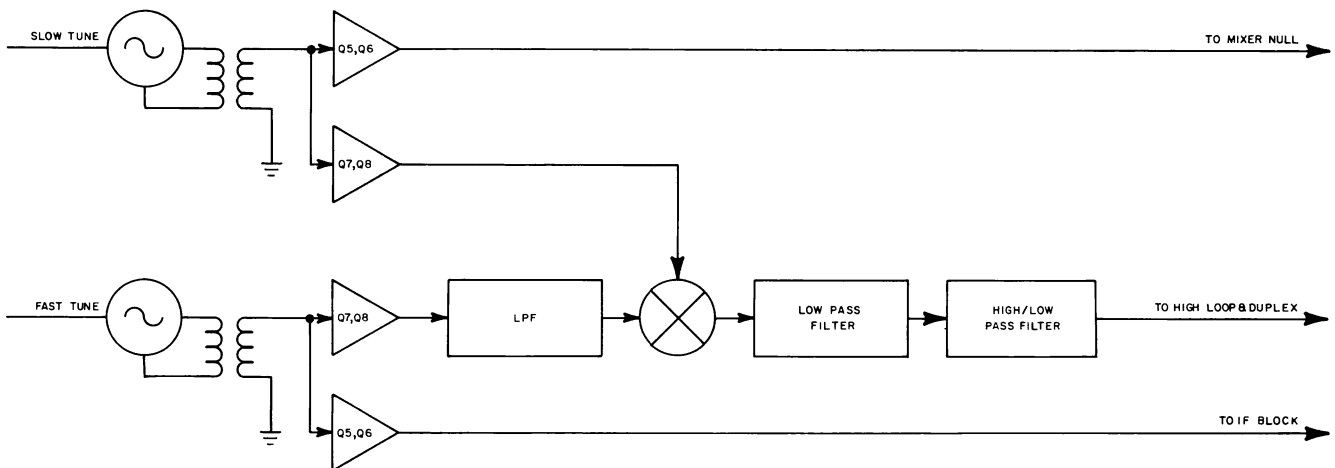 SLOW TUNE
Q5,Q6
TO MIXER NULL
Q7,Q8
FAST TUNE
Q7,Q8
LPF
LOW PASS
FILTER
HIGH/LOW
PASS FILTER
TO HIGH LOOP&DUPLEX
Q5,Q6
TO IF BLOCK